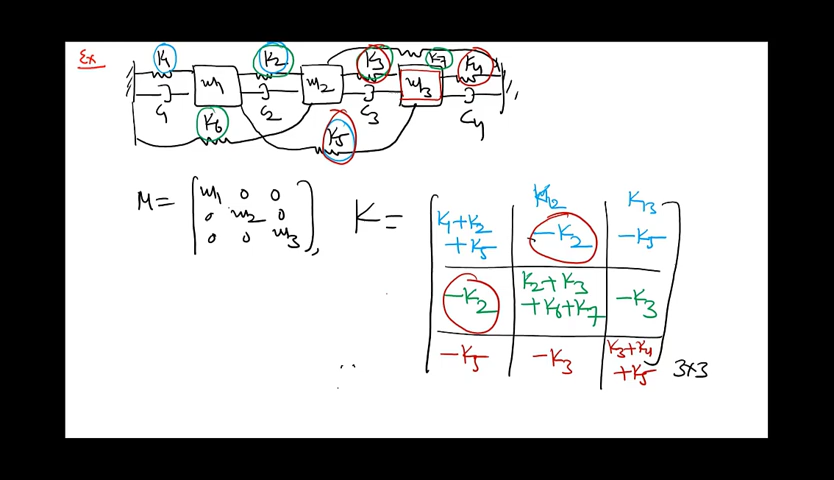 Ex
K1 K2 K3 K7 K4
m1 m2 m3
C1 C2 C3 C4
K6 K5
M = [ m1 0 0
0 m2 0
0 0 m3 ],
K =
K12 K13
K1+K2+K5 -K2 -K5
-K2 K2+K3+K6+K7 -K3
-K5 -K3 K3+K4+K5
3x3